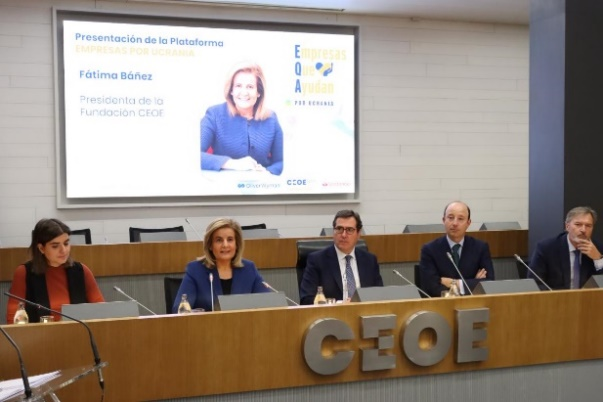 Presentación de la Plataforma
EMPRESAS POR UCRANIA
Fátima Báñez
Presidenta de la
Fundación CEOE
Empresas
Que
Ayudan
POR UCRANIA
CEOE
CEOE